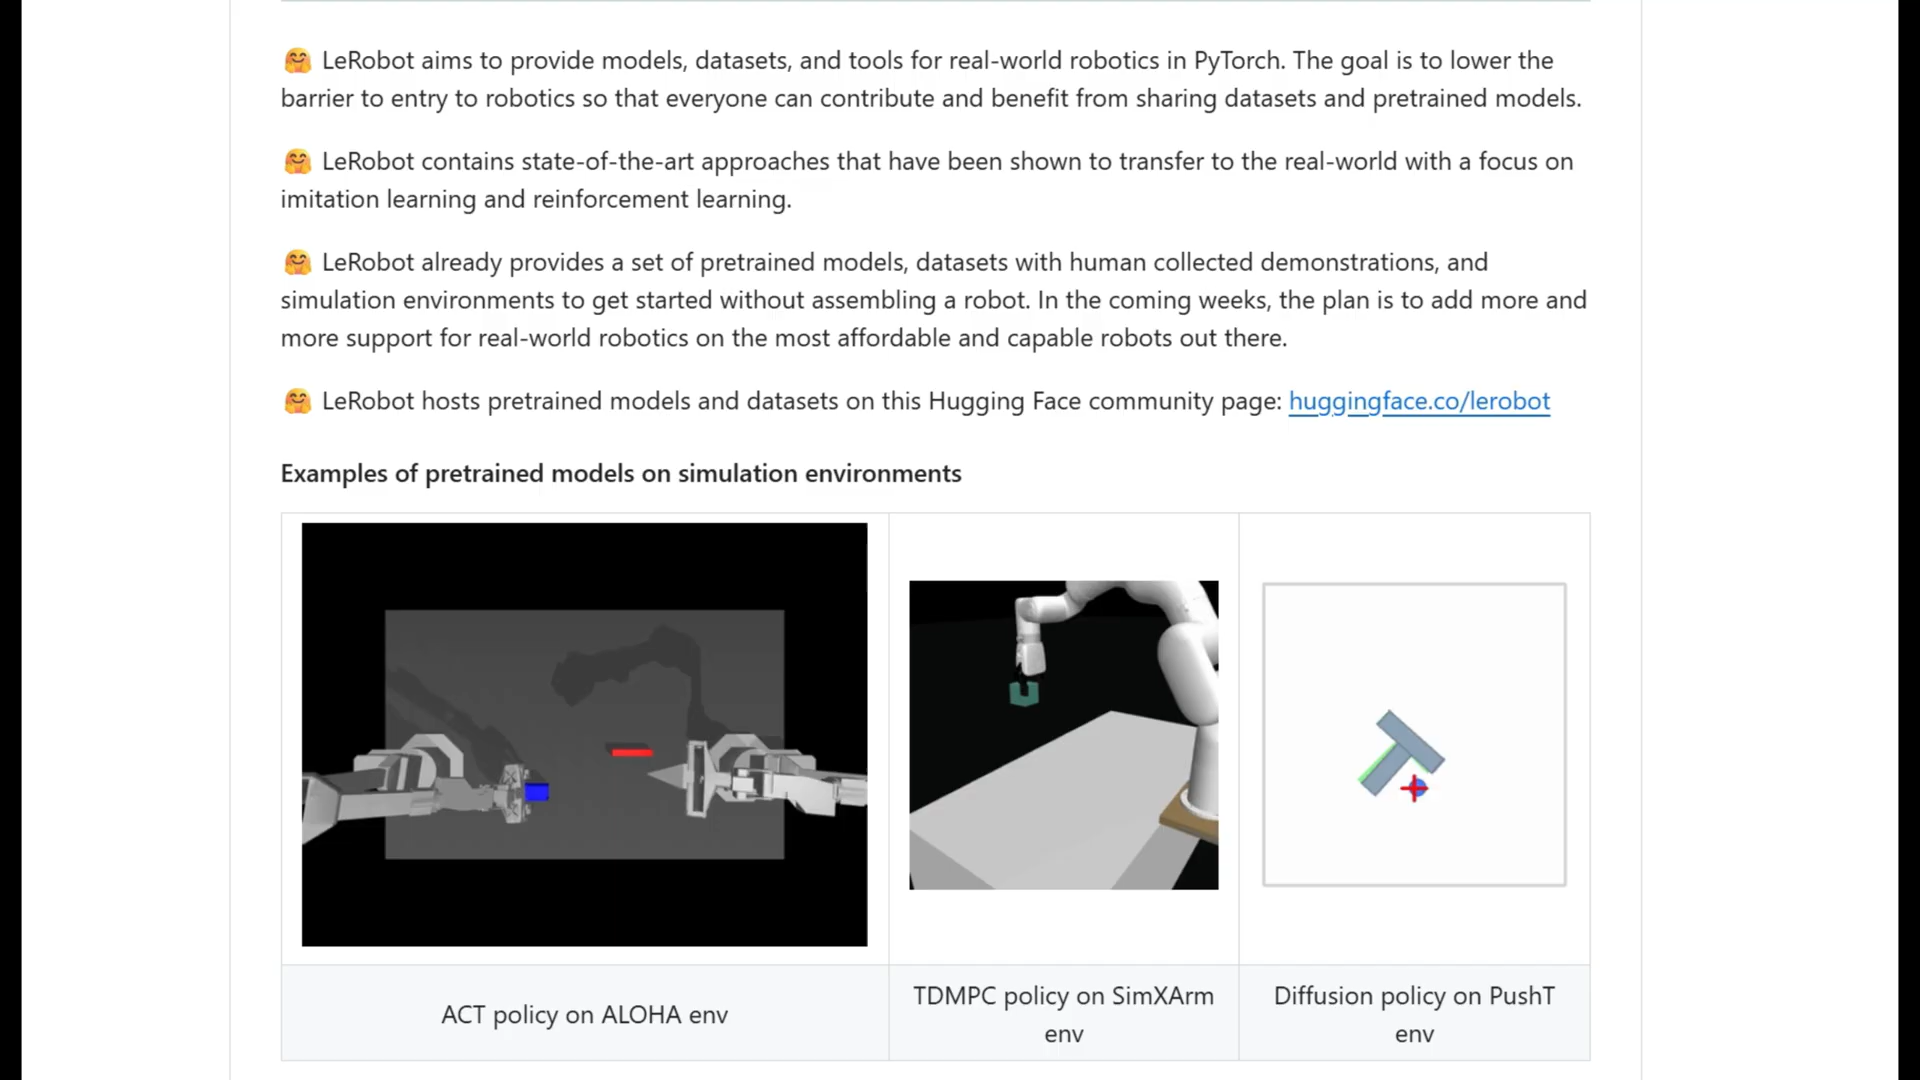 🤗 LeRobot aims to provide models, datasets, and tools for real-world robotics in PyTorch. The goal is to lower the
barrier to entry to robotics so that everyone can contribute and benefit from sharing datasets and pretrained models.
🤗 LeRobot contains state-of-the-art approaches that have been shown to transfer to the real-world with a focus on
imitation learning and reinforcement learning.
🤗 LeRobot already provides a set of pretrained models, datasets with human collected demonstrations, and
simulation environments to get started without assembling a robot. In the coming weeks, the plan is to add more and
more support for real-world robotics on the most affordable and capable robots out there.
🤗 LeRobot hosts pretrained models and datasets on this Hugging Face community page: huggingface.co/lerobot
Examples of pretrained models on simulation environments
ACT policy on ALOHA env
TDMPC policy on SimXArm
env
Diffusion policy on PushT
env